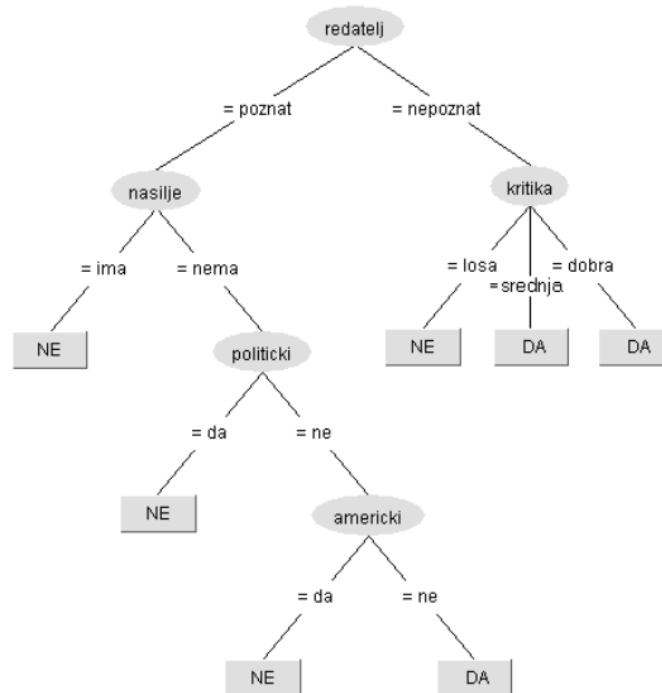 redatelj
= poznat
= nepoznat
nasilje
kritika
= ima
= nema
= losa
= dobra
=srednja
NE
politicki
NE
DA
DA
= da
= ne
NE
americki
= da
= ne
NE
DA